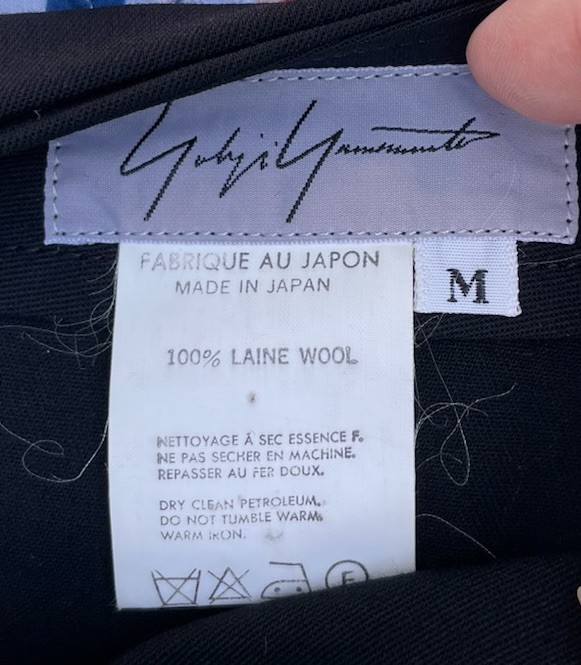 Yohji Yamamoto
M
FABRIQUE AU JAPON
MADE IN JAPAN
100% LAINE WOOL
NETTOYAGE À SEC ESSENCE F.
NE PAS SECHER EN MACHINE.
REPASSER AU FER DOUX.
DRY CLEAN PETROLEUM.
DO NOT TUMBLE WARM.
WARM IRON.
F